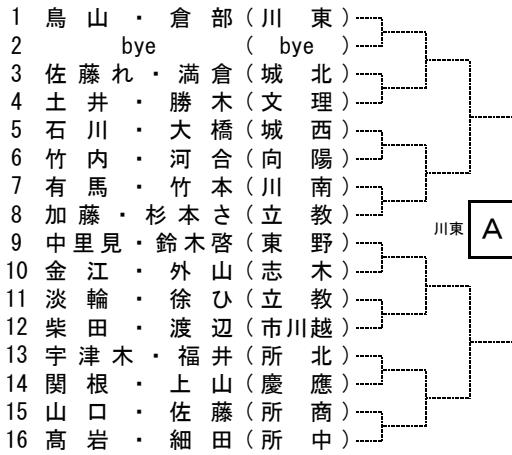 1 鳥山・倉部(川東)
2 bye (bye)
3 佐藤れ・満倉(城北)
4 土井・勝木(文理)
5 石川・大橋(城西)
6 竹内・河合(向陽)
7 有馬・竹本(川南)
8 加藤・杉本さ(立教)
川東 A
9 中里見・鈴木啓(東野)
10 金江・外山(志木)
11 淡輪・徐ひ(立教)
12 柴田・渡辺(市川越)
13 宇津木・福井(所北)
14 関根・上山(慶應)
15 山口・佐藤(所商)
16 髙岩・細田(所中)